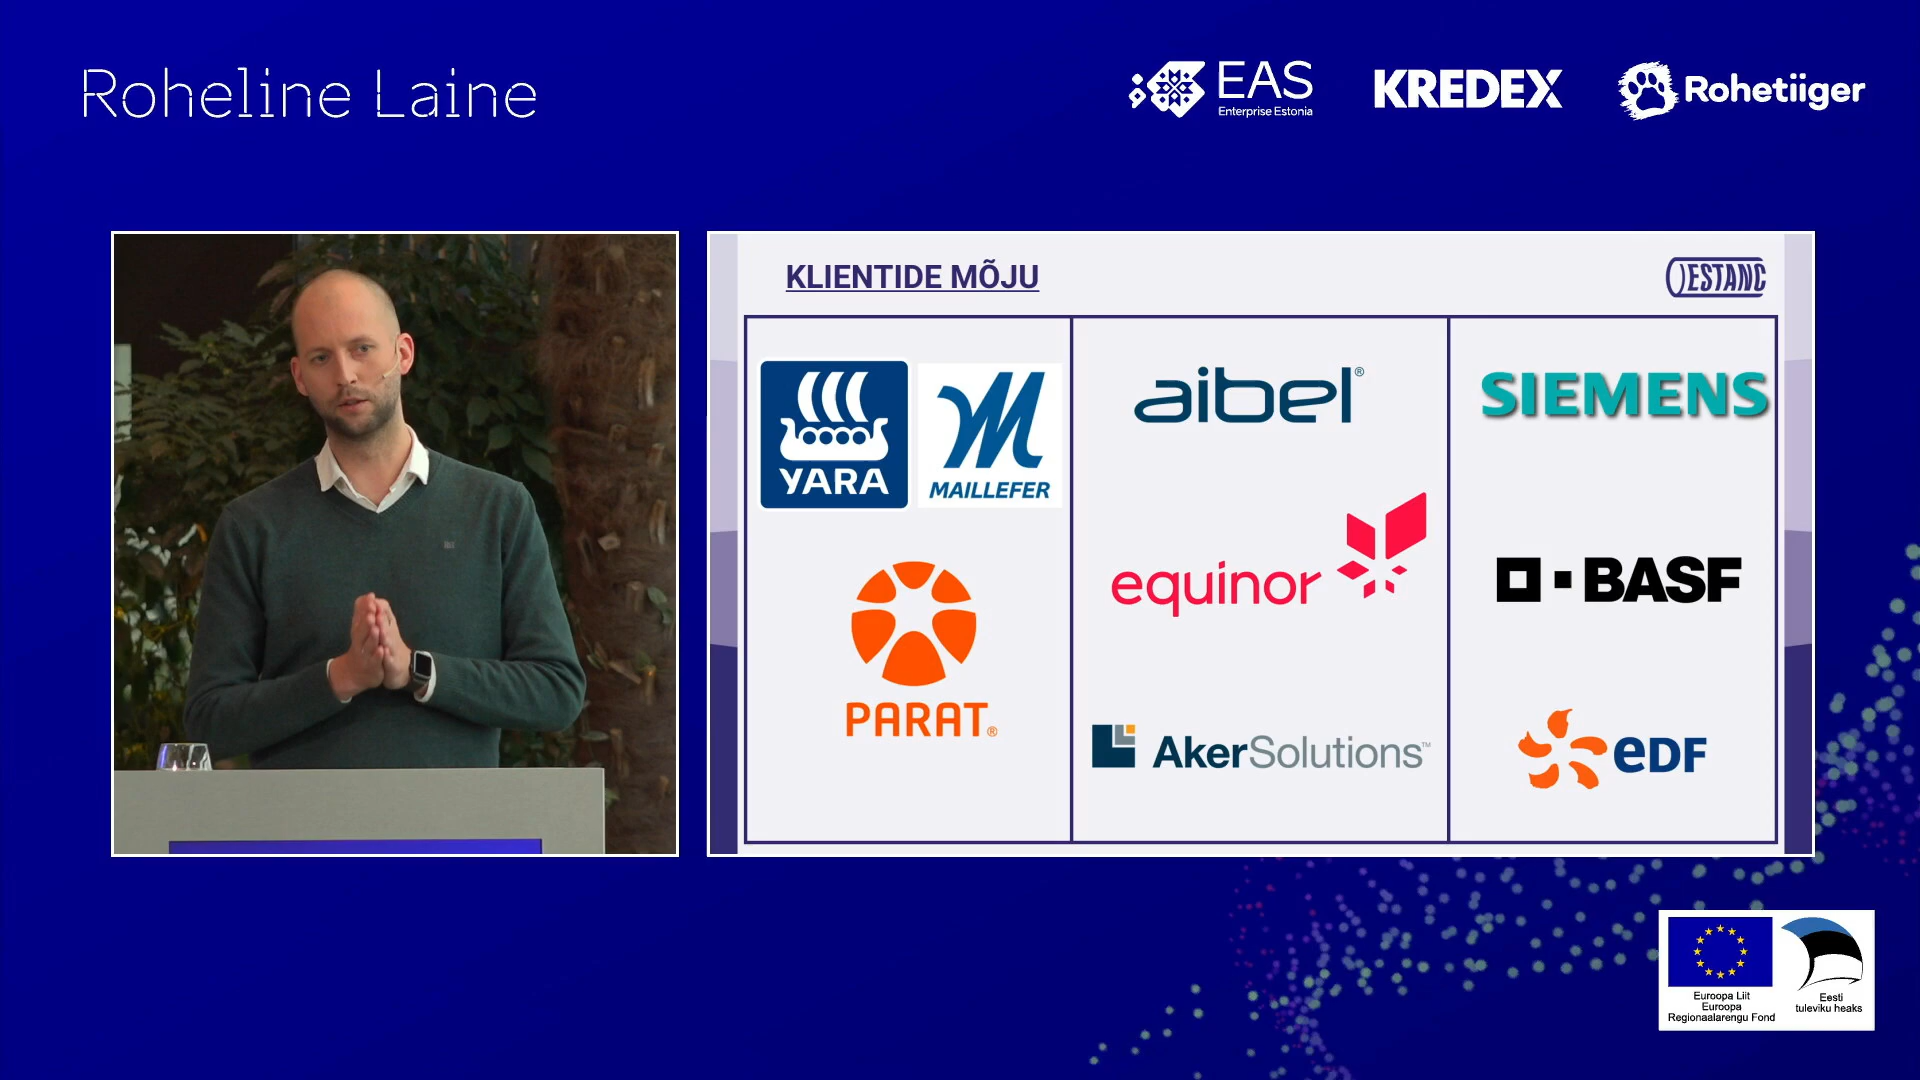 Roheline Laine
EAS
Enterprise Estonia
KREDEX
Rohetiiger
KLIENTIDE MÕJU
ESTANC
YARA
MAILLEFER
PARAT®
aibel®
equinor
AkerSolutions™
SIEMENS
BASF
eDF
Euroopa Liit
Euroopa
Regionaalarengu Fond
Eesti
tuleviku heaks